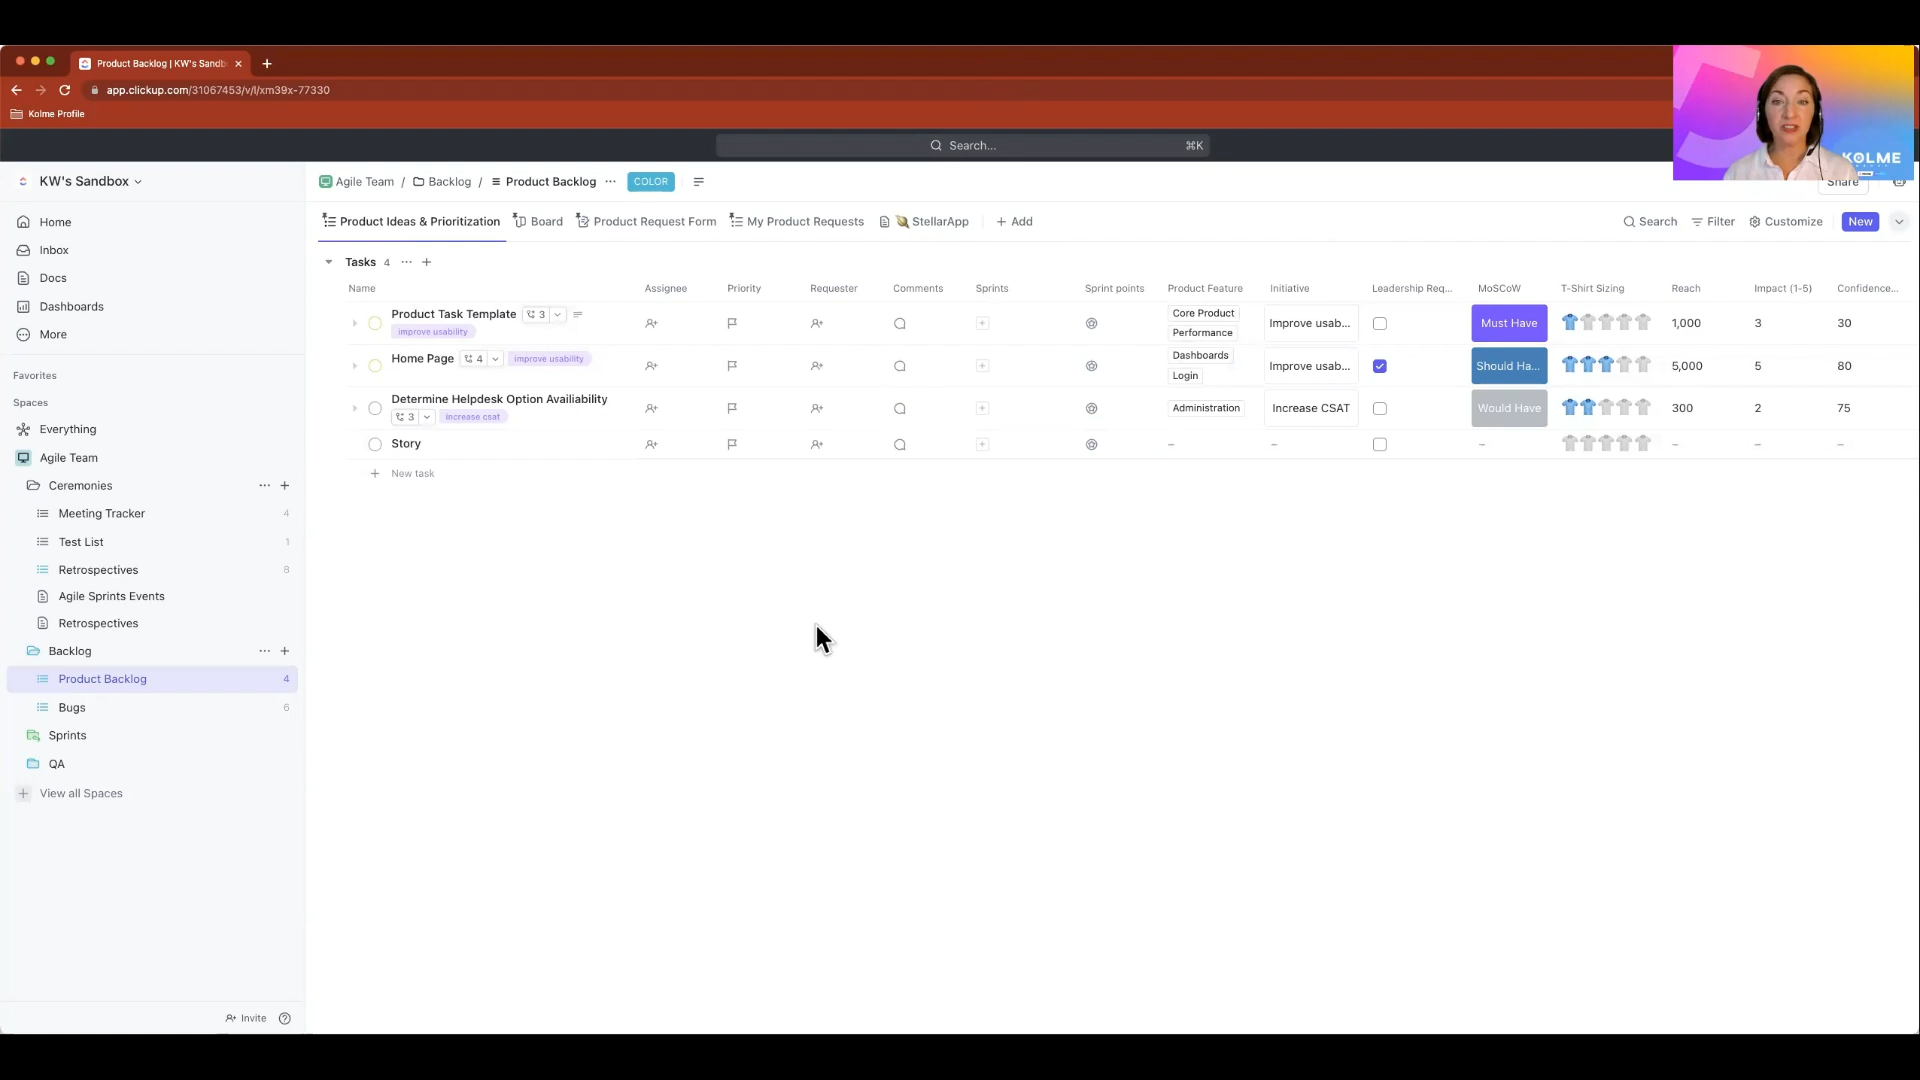 Product Backlog | KW's Sandb
app.clickup.com/31067453/v/l/xm39x-77330
Kolme Profile
Search... ⌘K
KOLME
KW's Sandbox
Agile Team / Backlog / Product Backlog ... COLOR
Share
Product Ideas & Prioritization Board Product Request Form My Product Requests StellarApp + Add
Search Filter Customize New
Home
Inbox
Docs
Dashboards
More
Favorites
Spaces
Everything
Agile Team
Ceremonies ... +
Meeting Tracker 4
Test List 1
Retrospectives 8
Agile Sprints Events
Retrospectives
Backlog ... +
Product Backlog 4
Bugs 6
Sprints
QA
+ View all Spaces
Invite
Tasks 4 ... +
Name Assignee Priority Requester Comments Sprints Sprint points Product Feature Initiative Leadership Req... MoSCoW T-Shirt Sizing Reach Impact (1-5) Confidence...
Product Task Template 3
improve usability
Core Product
Performance
Improve usab... Must Have 1,000 3 30
Home Page 4 improve usability
Dashboards
Login
Improve usab... Should Ha... 5,000 5 80
Determine Helpdesk Option Availiability
3 increase csat
Administration Increase CSAT Would Have 300 2 75
Story – – – – – –
+ New task